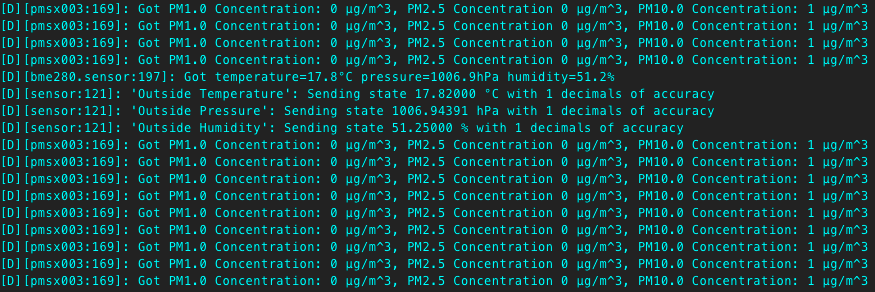 [D][pmsx003:169]: Got PM1.0 Concentration: 0 µg/m^3, PM2.5 Concentration 0 µg/m^3, PM10.0 Concentration: 1 µg/m^3
[D][pmsx003:169]: Got PM1.0 Concentration: 0 µg/m^3, PM2.5 Concentration 0 µg/m^3, PM10.0 Concentration: 1 µg/m^3
[D][pmsx003:169]: Got PM1.0 Concentration: 0 µg/m^3, PM2.5 Concentration 0 µg/m^3, PM10.0 Concentration: 1 µg/m^3
[D][pmsx003:169]: Got PM1.0 Concentration: 0 µg/m^3, PM2.5 Concentration 0 µg/m^3, PM10.0 Concentration: 1 µg/m^3
[D][bme280.sensor:197]: Got temperature=17.8°C pressure=1006.9hPa humidity=51.2%
[D][sensor:121]: 'Outside Temperature': Sending state 17.82000 °C with 1 decimals of accuracy
[D][sensor:121]: 'Outside Pressure': Sending state 1006.94391 hPa with 1 decimals of accuracy
[D][sensor:121]: 'Outside Humidity': Sending state 51.25000 % with 1 decimals of accuracy
[D][pmsx003:169]: Got PM1.0 Concentration: 0 µg/m^3, PM2.5 Concentration 0 µg/m^3, PM10.0 Concentration: 1 µg/m^3
[D][pmsx003:169]: Got PM1.0 Concentration: 0 µg/m^3, PM2.5 Concentration 0 µg/m^3, PM10.0 Concentration: 1 µg/m^3
[D][pmsx003:169]: Got PM1.0 Concentration: 0 µg/m^3, PM2.5 Concentration 0 µg/m^3, PM10.0 Concentration: 1 µg/m^3
[D][pmsx003:169]: Got PM1.0 Concentration: 0 µg/m^3, PM2.5 Concentration 0 µg/m^3, PM10.0 Concentration: 1 µg/m^3
[D][pmsx003:169]: Got PM1.0 Concentration: 0 µg/m^3, PM2.5 Concentration 0 µg/m^3, PM10.0 Concentration: 1 µg/m^3
[D][pmsx003:169]: Got PM1.0 Concentration: 0 µg/m^3, PM2.5 Concentration 0 µg/m^3, PM10.0 Concentration: 1 µg/m^3
[D][pmsx003:169]: Got PM1.0 Concentration: 0 µg/m^3, PM2.5 Concentration 0 µg/m^3, PM10.0 Concentration: 1 µg/m^3
[D][pmsx003:169]: Got PM1.0 Concentration: 0 µg/m^3, PM2.5 Concentration 0 µg/m^3, PM10.0 Concentration: 1 µg/m^3
[D][pmsx003:169]: Got PM1.0 Concentration: 0 µg/m^3, PM2.5 Concentration 0 µg/m^3, PM10.0 Concentration: 1 µg/m^3